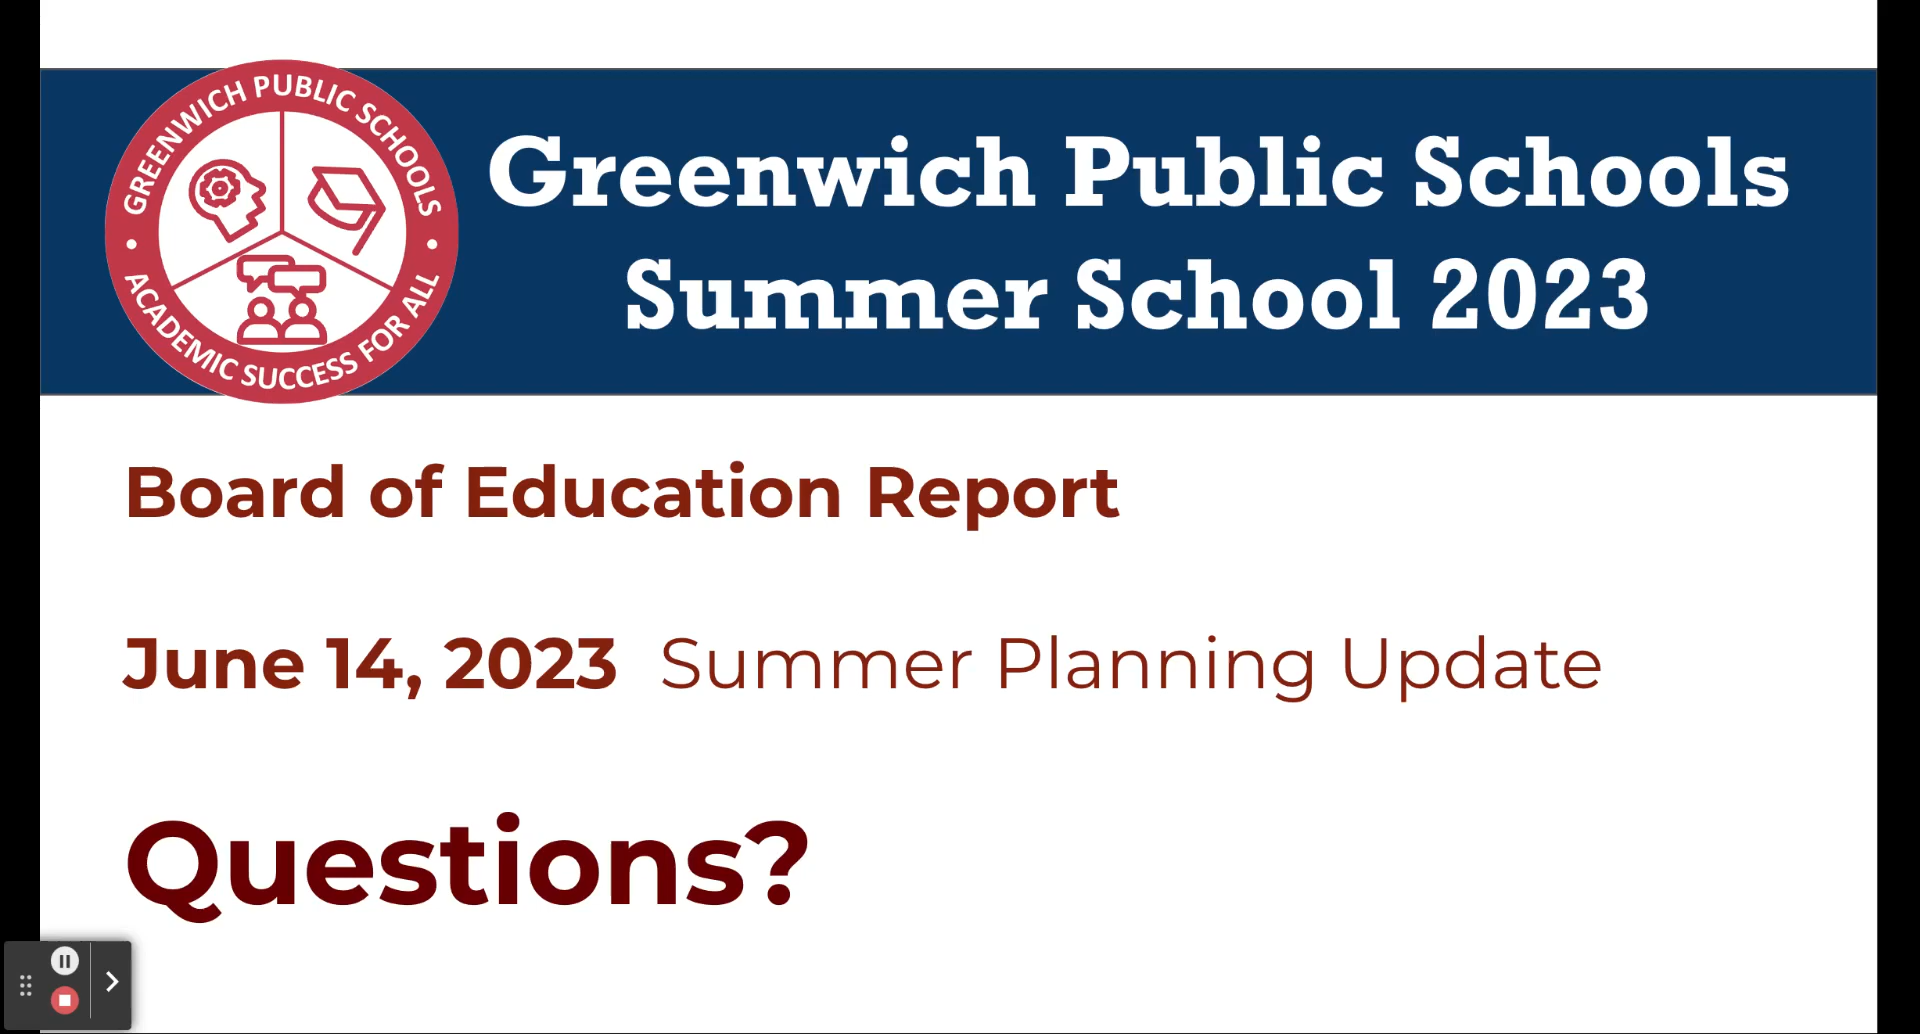 GREENWICH PUBLIC SCHOOLS
ACADEMIC SUCCESS FOR ALL
Greenwich Public Schools
Summer School 2023
Board of Education Report
June 14, 2023 Summer Planning Update
Questions?